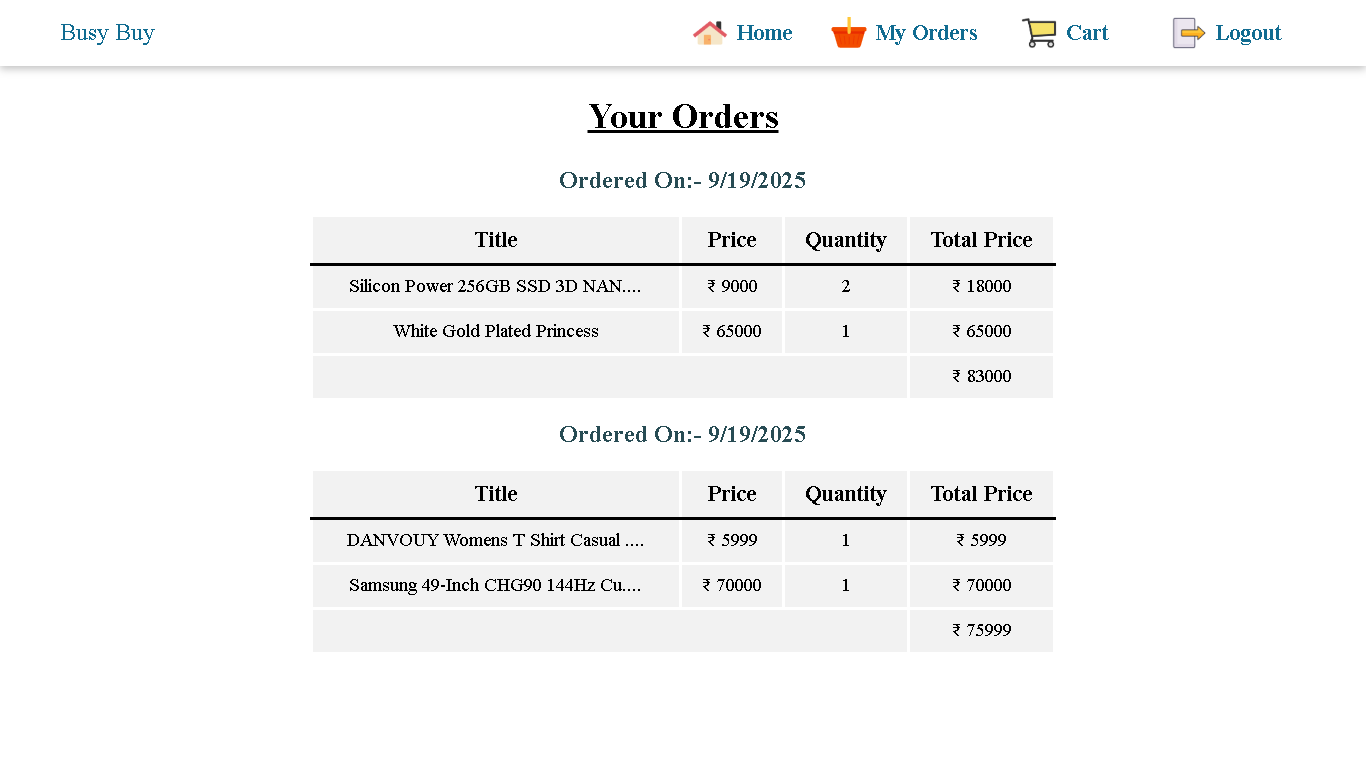 Busy Buy Home My Orders Cart Logout
Your Orders
Ordered On:- 9/19/2025
Title Price Quantity Total Price
Silicon Power 256GB SSD 3D NAN.... ₹ 9000 2 ₹ 18000
White Gold Plated Princess ₹ 65000 1 ₹ 65000
₹ 83000
Ordered On:- 9/19/2025
Title Price Quantity Total Price
DANVOUY Womens T Shirt Casual .... ₹ 5999 1 ₹ 5999
Samsung 49-Inch CHG90 144Hz Cu.... ₹ 70000 1 ₹ 70000
₹ 75999